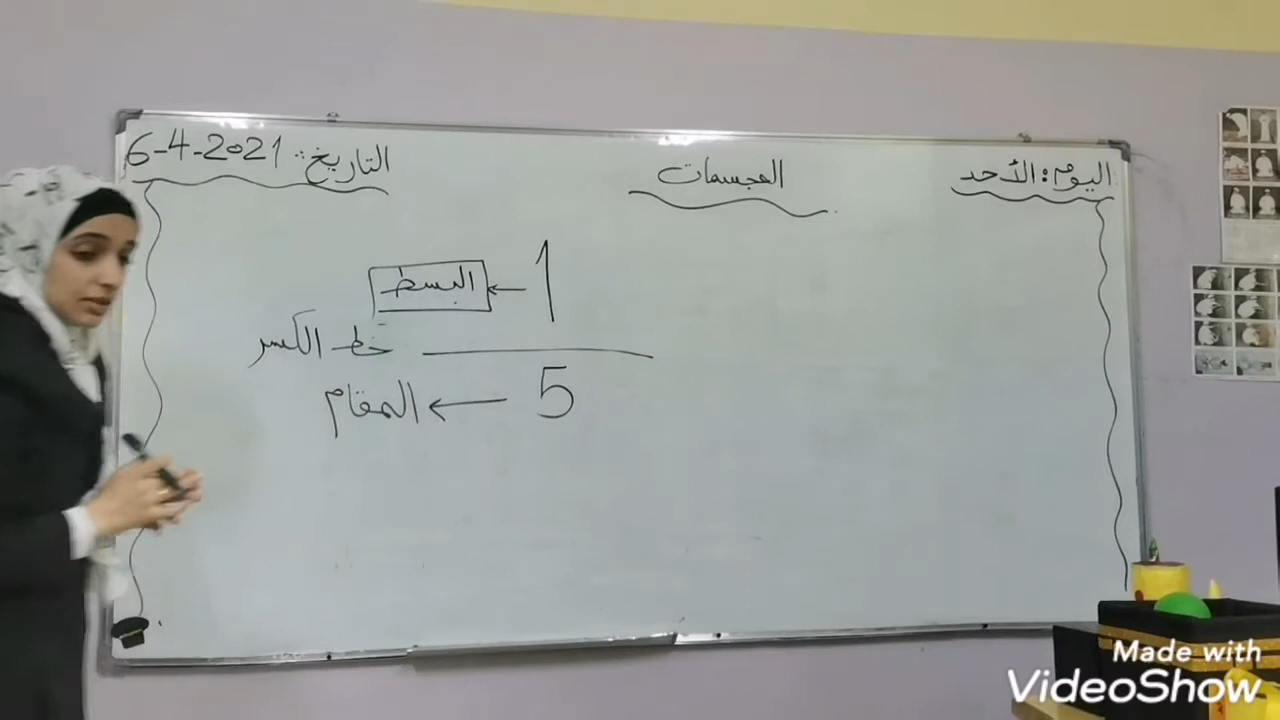 اليوم: الأحد
المجسمات
التاريخ: 6-4-2021
1 ← البسط
خط الكسر
5 ← المقام
Made with
VideoShow